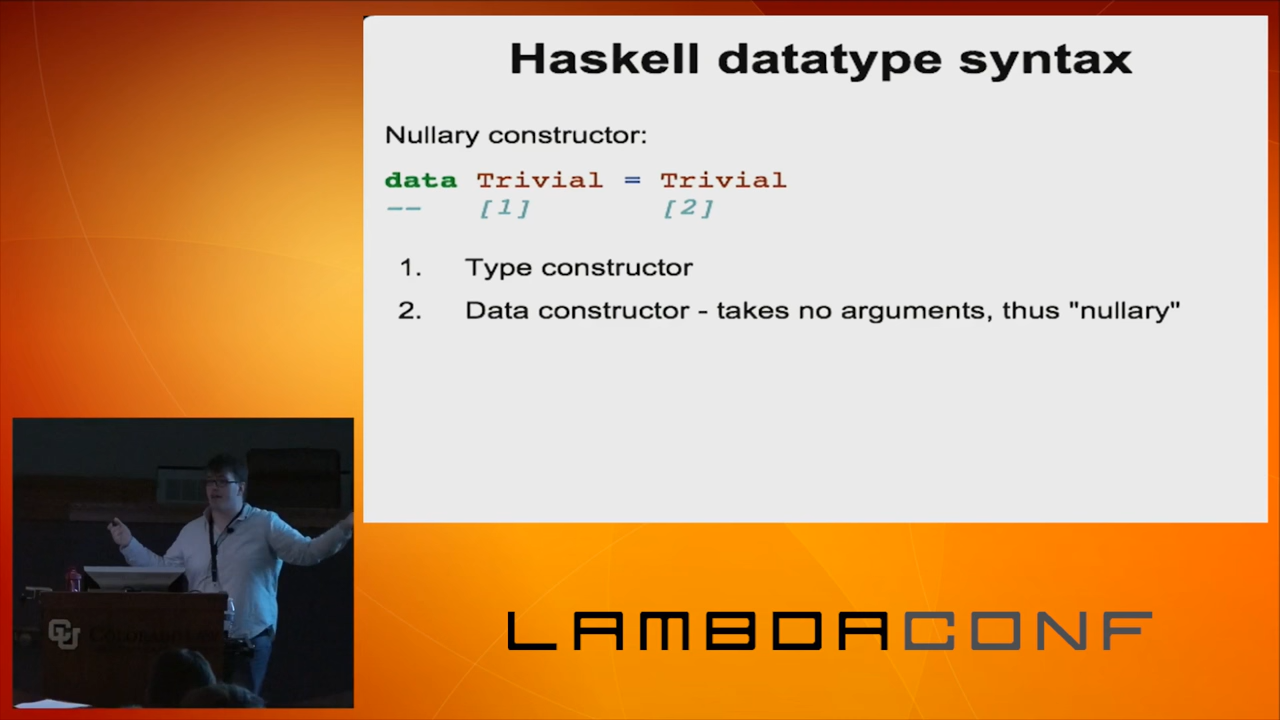 Haskell datatype syntax
Nullary constructor:
data Trivial = Trivial
-- [1] [2]
1. Type constructor
2. Data constructor - takes no arguments, thus "nullary"
CU
LAMBDACONF